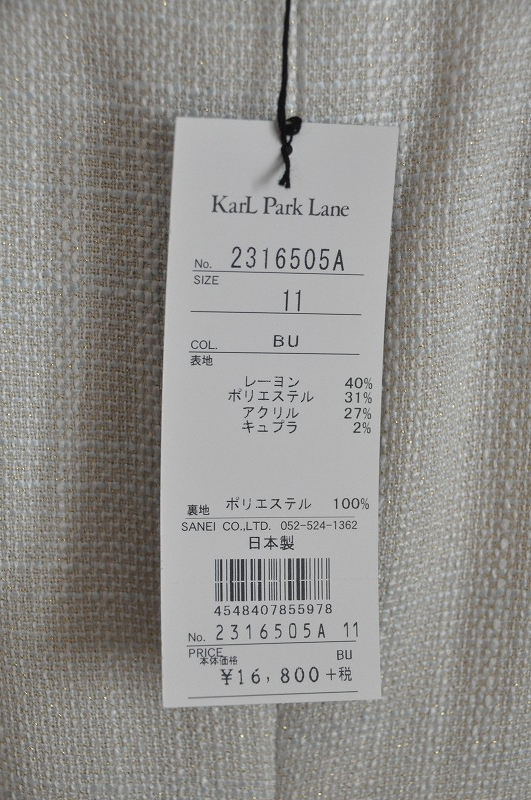 KarL Park Lane
No. 2316505A
SIZE
11
COL. BU
表地
レーヨン 40%
ポリエステル 31%
アクリル 27%
キュプラ 2%
裏地 ポリエステル 100%
SANEI CO.,LTD. 052-524-1362
日本製
4548407855978
No. 2316505A 11
PRICE BU
本体価格
¥16,800+税